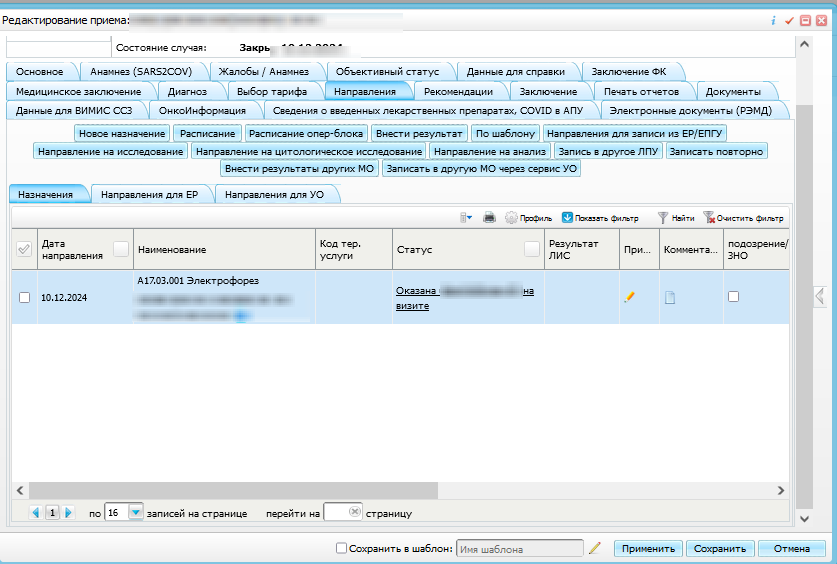 Редактирование приема:
Состояние случая: Закры 10.12.2024
Основное Анамнез (SARS2COV) Жалобы / Анамнез Объективный статус Данные для справки Заключение ФК
Медицинское заключение Диагноз Выбор тарифа Направления Рекомендации Заключение Печать отчетов Документы
Данные для ВИМИС ССЗ ОнкоИнформация Сведения о введенных лекарственных препаратах, COVID в АПУ Электронные документы (РЭМД)
Новое назначение Расписание Расписание опер-блока Внести результат По шаблону Направления для записи из ЕР/ЕПГУ
Направление на исследование Направление на цитологическое исследование Направление на анализ Запись в другое ЛПУ Записать повторно
Внести результаты других МО Записать в другую МО через сервис УО
Назначения Направления для ЕР Направления для УО
Профиль Показать фильтр Найти Очистить фильтр
Дата направления Наименование Код тер. услуги Статус Результат ЛИС При... Коммента... подозрение/ ЗНО
10.12.2024 A17.03.001 Электрофорез Оказана на визите
1 по 16 записей на странице перейти на страницу
Сохранить в шаблон: Имя шаблона Применить Сохранить Отмена